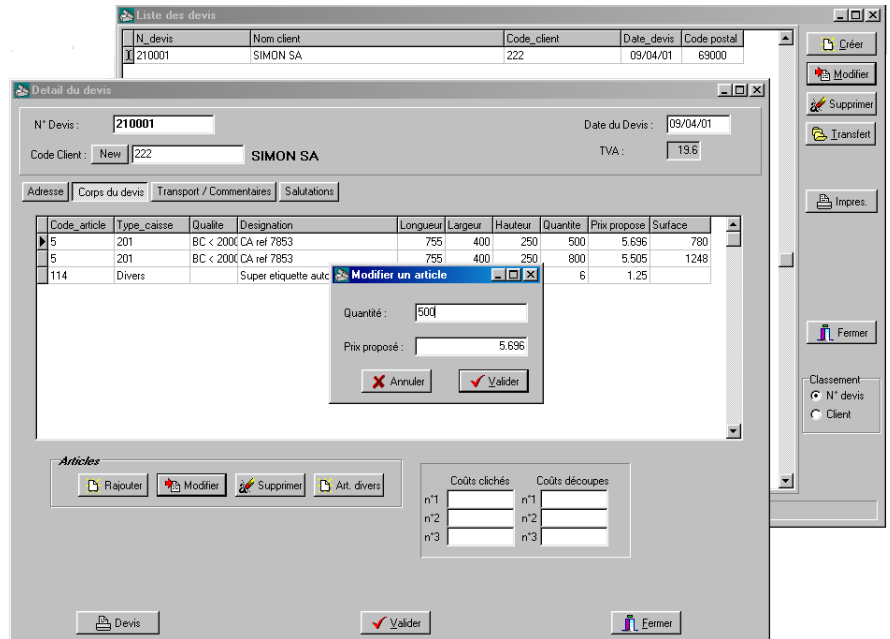 Liste des devis
N_devis Nom client Code_client Date_devis Code postal
210001 SIMON SA 222 09/04/01 69000
Créer
Modifier
Supprimer
Transfert
Impres.
Fermer
Classement
N° devis
Client
Detail du devis
N° Devis : 210001 Date du Devis : 09/04/01
Code Client : New 222 SIMON SA TVA : 19.6
Adresse Corps du devis Transport / Commentaires Salutations
Code_article Type_caisse Qualite Designation Longueur Largeur Hauteur Quantite Prix propose Surface
5 201 BC < 200( CA ref 7853 755 400 250 500 5.696 780
5 201 BC < 200( CA ref 7853 755 400 250 800 5.505 1248
114 Divers Super etiquette auto 6 1.25
Modifier un article
Quantité : 500
Prix proposé : 5.696
Annuler Valider
Articles
Rajouter Modifier Supprimer Art. divers
Coûts clichés Coûts découpes
n°1 n°1
n°2 n°2
n°3 n°3
Devis Valider Fermer